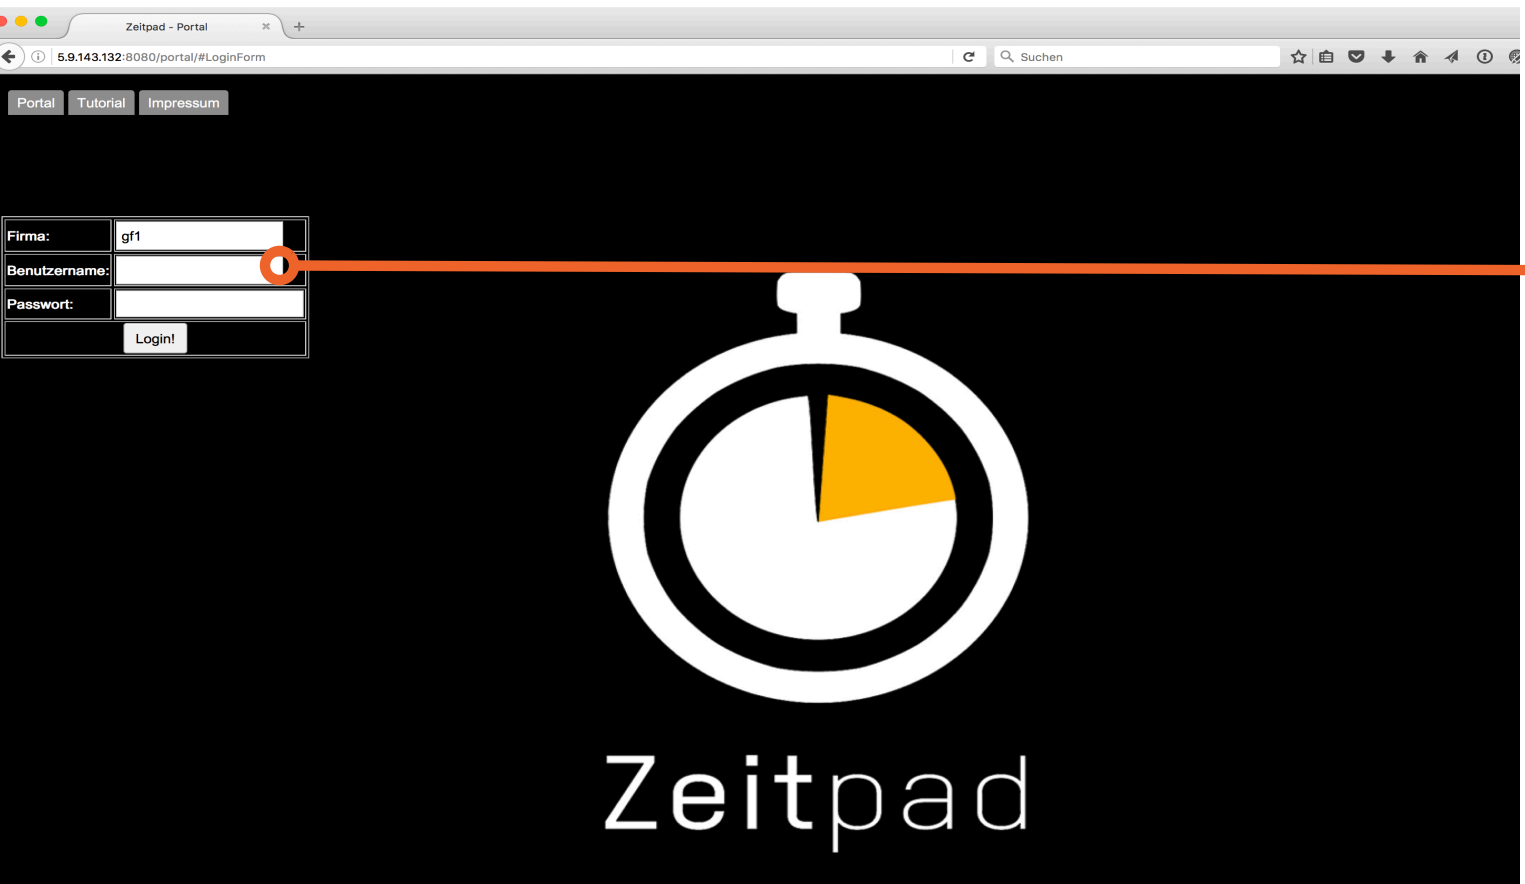 Zeitpad - Portal
5.9.143.132:8080/portal/#LoginForm
Suchen
Portal Tutorial Impressum
Firma: gf1
Benutzername:
Passwort:
Login!
Zeitpad